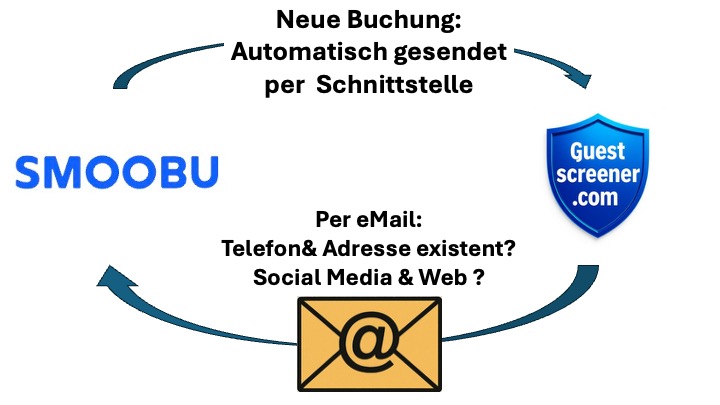 Neue Buchung:
Automatisch gesendet
per Schnittstelle
SMOOBU
Guest
screener
.com
Per eMail:
Telefon& Adresse existent?
Social Media & Web ?
@